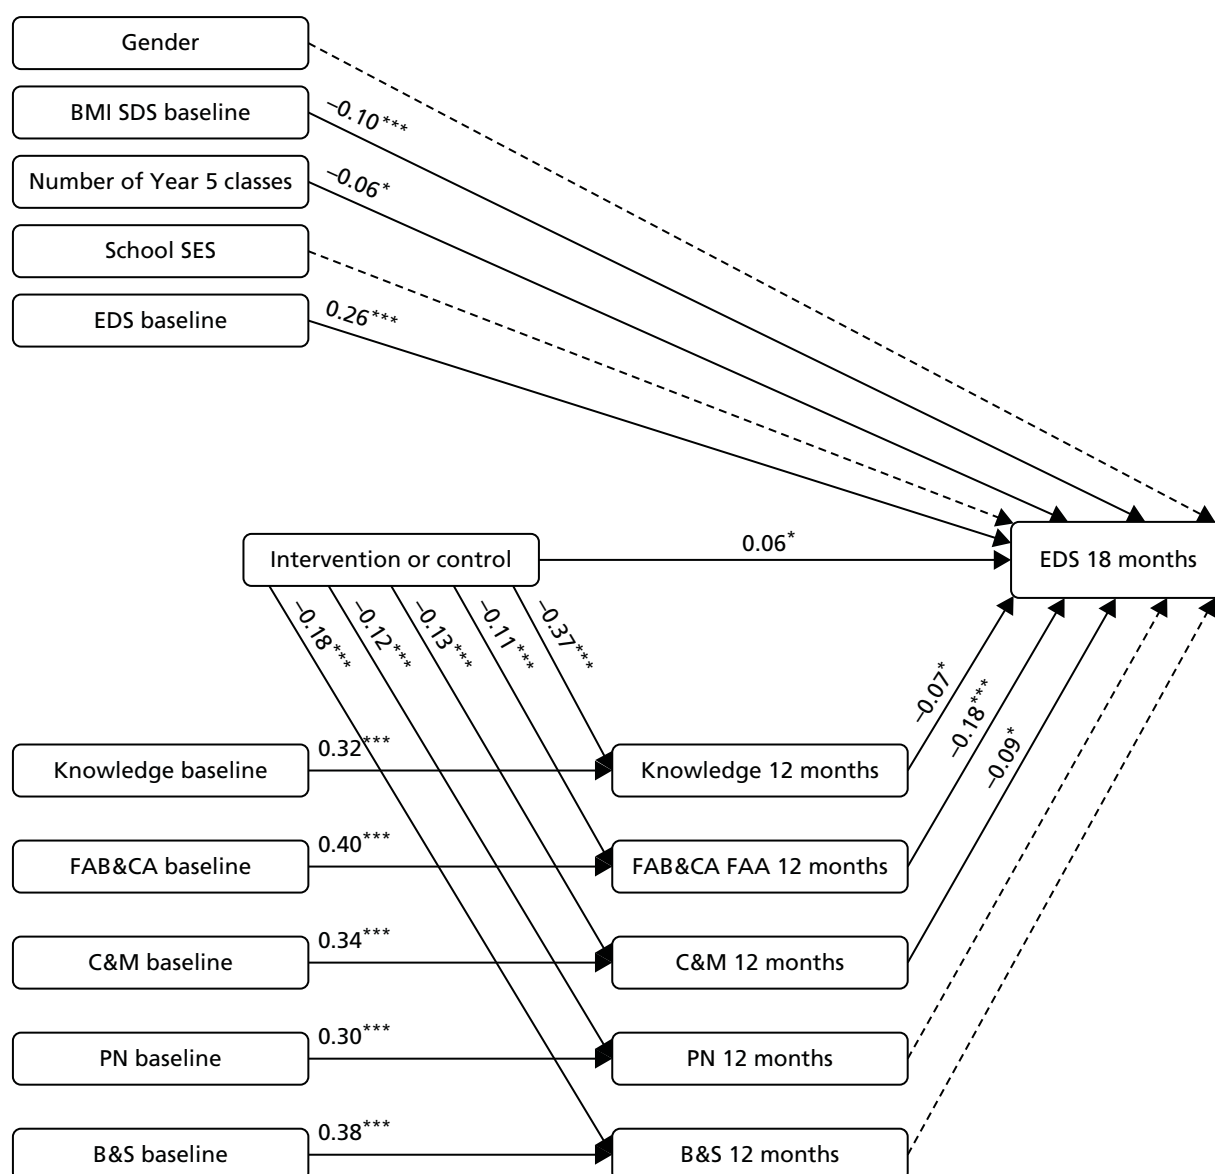 Gender
BMI SDS baseline
–0.10***
Number of Year 5 classes
–0.06*
School SES
EDS baseline
0.26***
Intervention or control
0.06*
EDS 18 months
–0.18***
–0.12***
–0.13***
–0.11***
–0.37***
–0.07*
–0.18***
–0.09*
Knowledge baseline
0.32***
Knowledge 12 months
FAB&CA baseline
0.40***
FAB&CA FAA 12 months
C&M baseline
0.34***
C&M 12 months
PN baseline
0.30***
PN 12 months
B&S baseline
0.38***
B&S 12 months